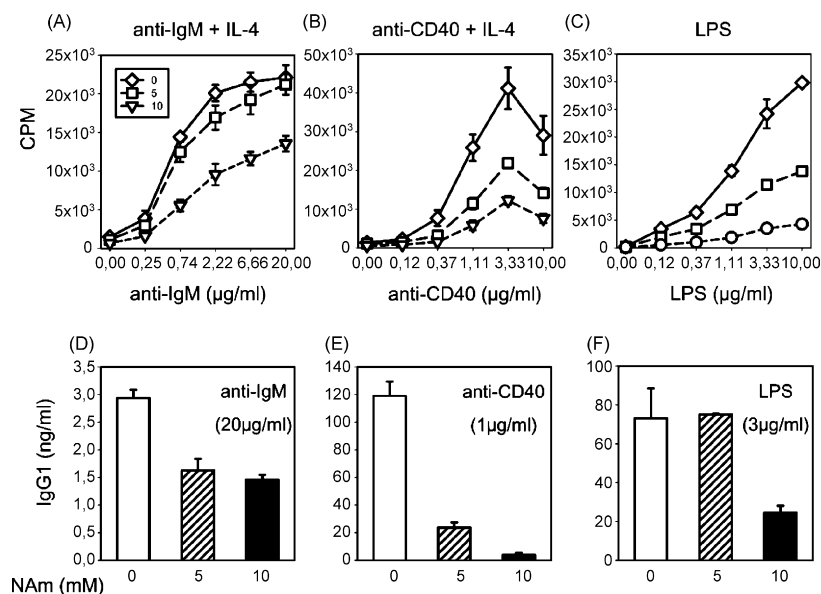 (A) anti-IgM + IL-4
(B) anti-CD40 + IL-4
(C) LPS
CPM
25x10³
20x10³
15x10³
10x10³
5x10³
0
0
5
10
0,00 0,25 0,74 2,22 6,66 20,00
anti-IgM (µg/ml)
50x10³
40x10³
30x10³
20x10³
10x10³
0
0,00 0,12 0,37 1,11 3,33 10,00
anti-CD40 (µg/ml)
35x10³
30x10³
25x10³
20x10³
15x10³
10x10³
5x10³
0
0,00 0,12 0,37 1,11 3,33 10,00
LPS (µg/ml)
(D)
IgG1 (ng/ml)
3,5
3,0
2,5
2,0
1,5
1,0
0,5
0,0
anti-IgM
(20µg/ml)
NAm (mM)
0 5 10
(E)
140
120
100
80
60
40
20
0
anti-CD40
(1µg/ml)
0 5 10
(F)
100
80
60
40
20
0
LPS
(3µg/ml)
0 5 10